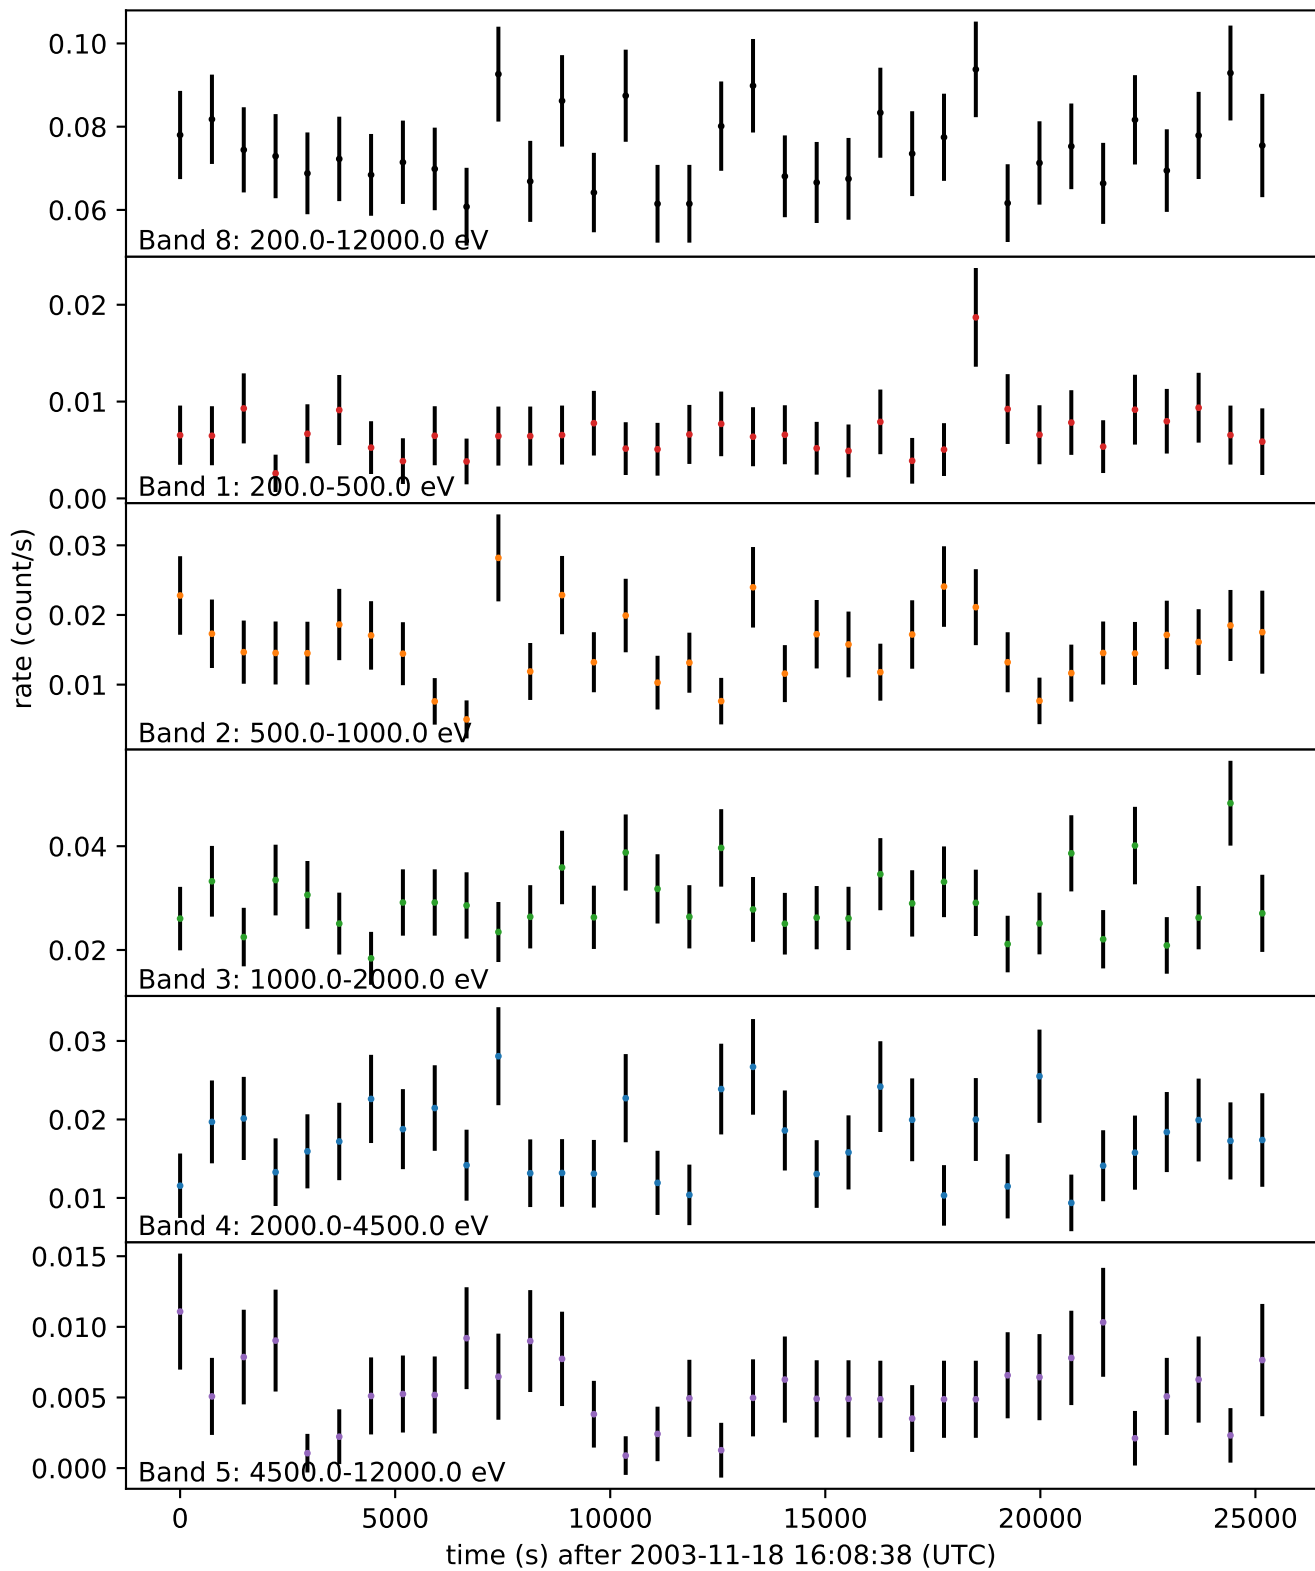 0.10
0.08
0.06
Band 8: 200.0-12000.0 eV
0.02
0.01
0.00
Band 1: 200.0-500.0 eV
rate (count/s)
0.03
0.02
0.01
Band 2: 500.0-1000.0 eV
0.04
0.02
Band 3: 1000.0-2000.0 eV
0.03
0.02
0.01
Band 4: 2000.0-4500.0 eV
0.015
0.010
0.005
0.000
Band 5: 4500.0-12000.0 eV
0 5000 10000 15000 20000 25000
time (s) after 2003-11-18 16:08:38 (UTC)